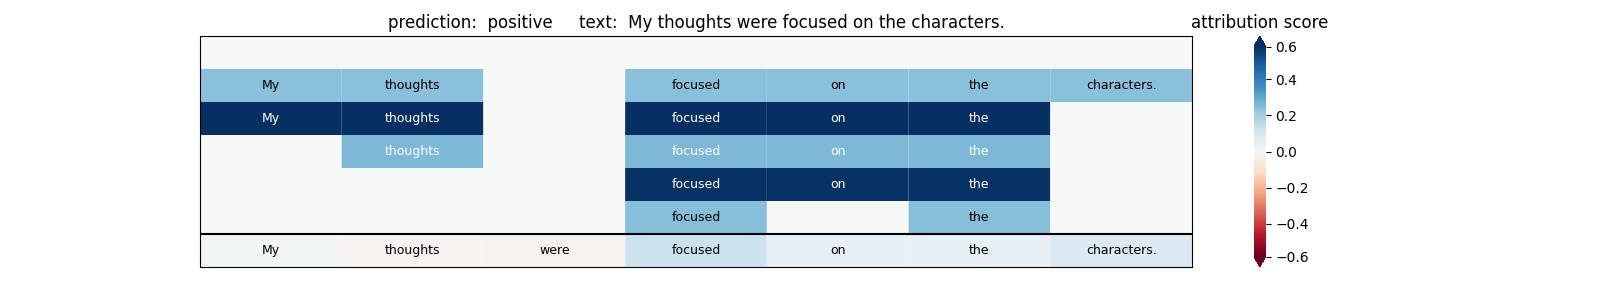 prediction:  positive     text:  My thoughts were focused on the characters.
attribution score
My thoughts focused on the characters.
My thoughts focused on the
thoughts focused on the
focused on the
focused the
My thoughts were focused on the characters.
0.6
0.4
0.2
0.0
−0.2
−0.4
−0.6